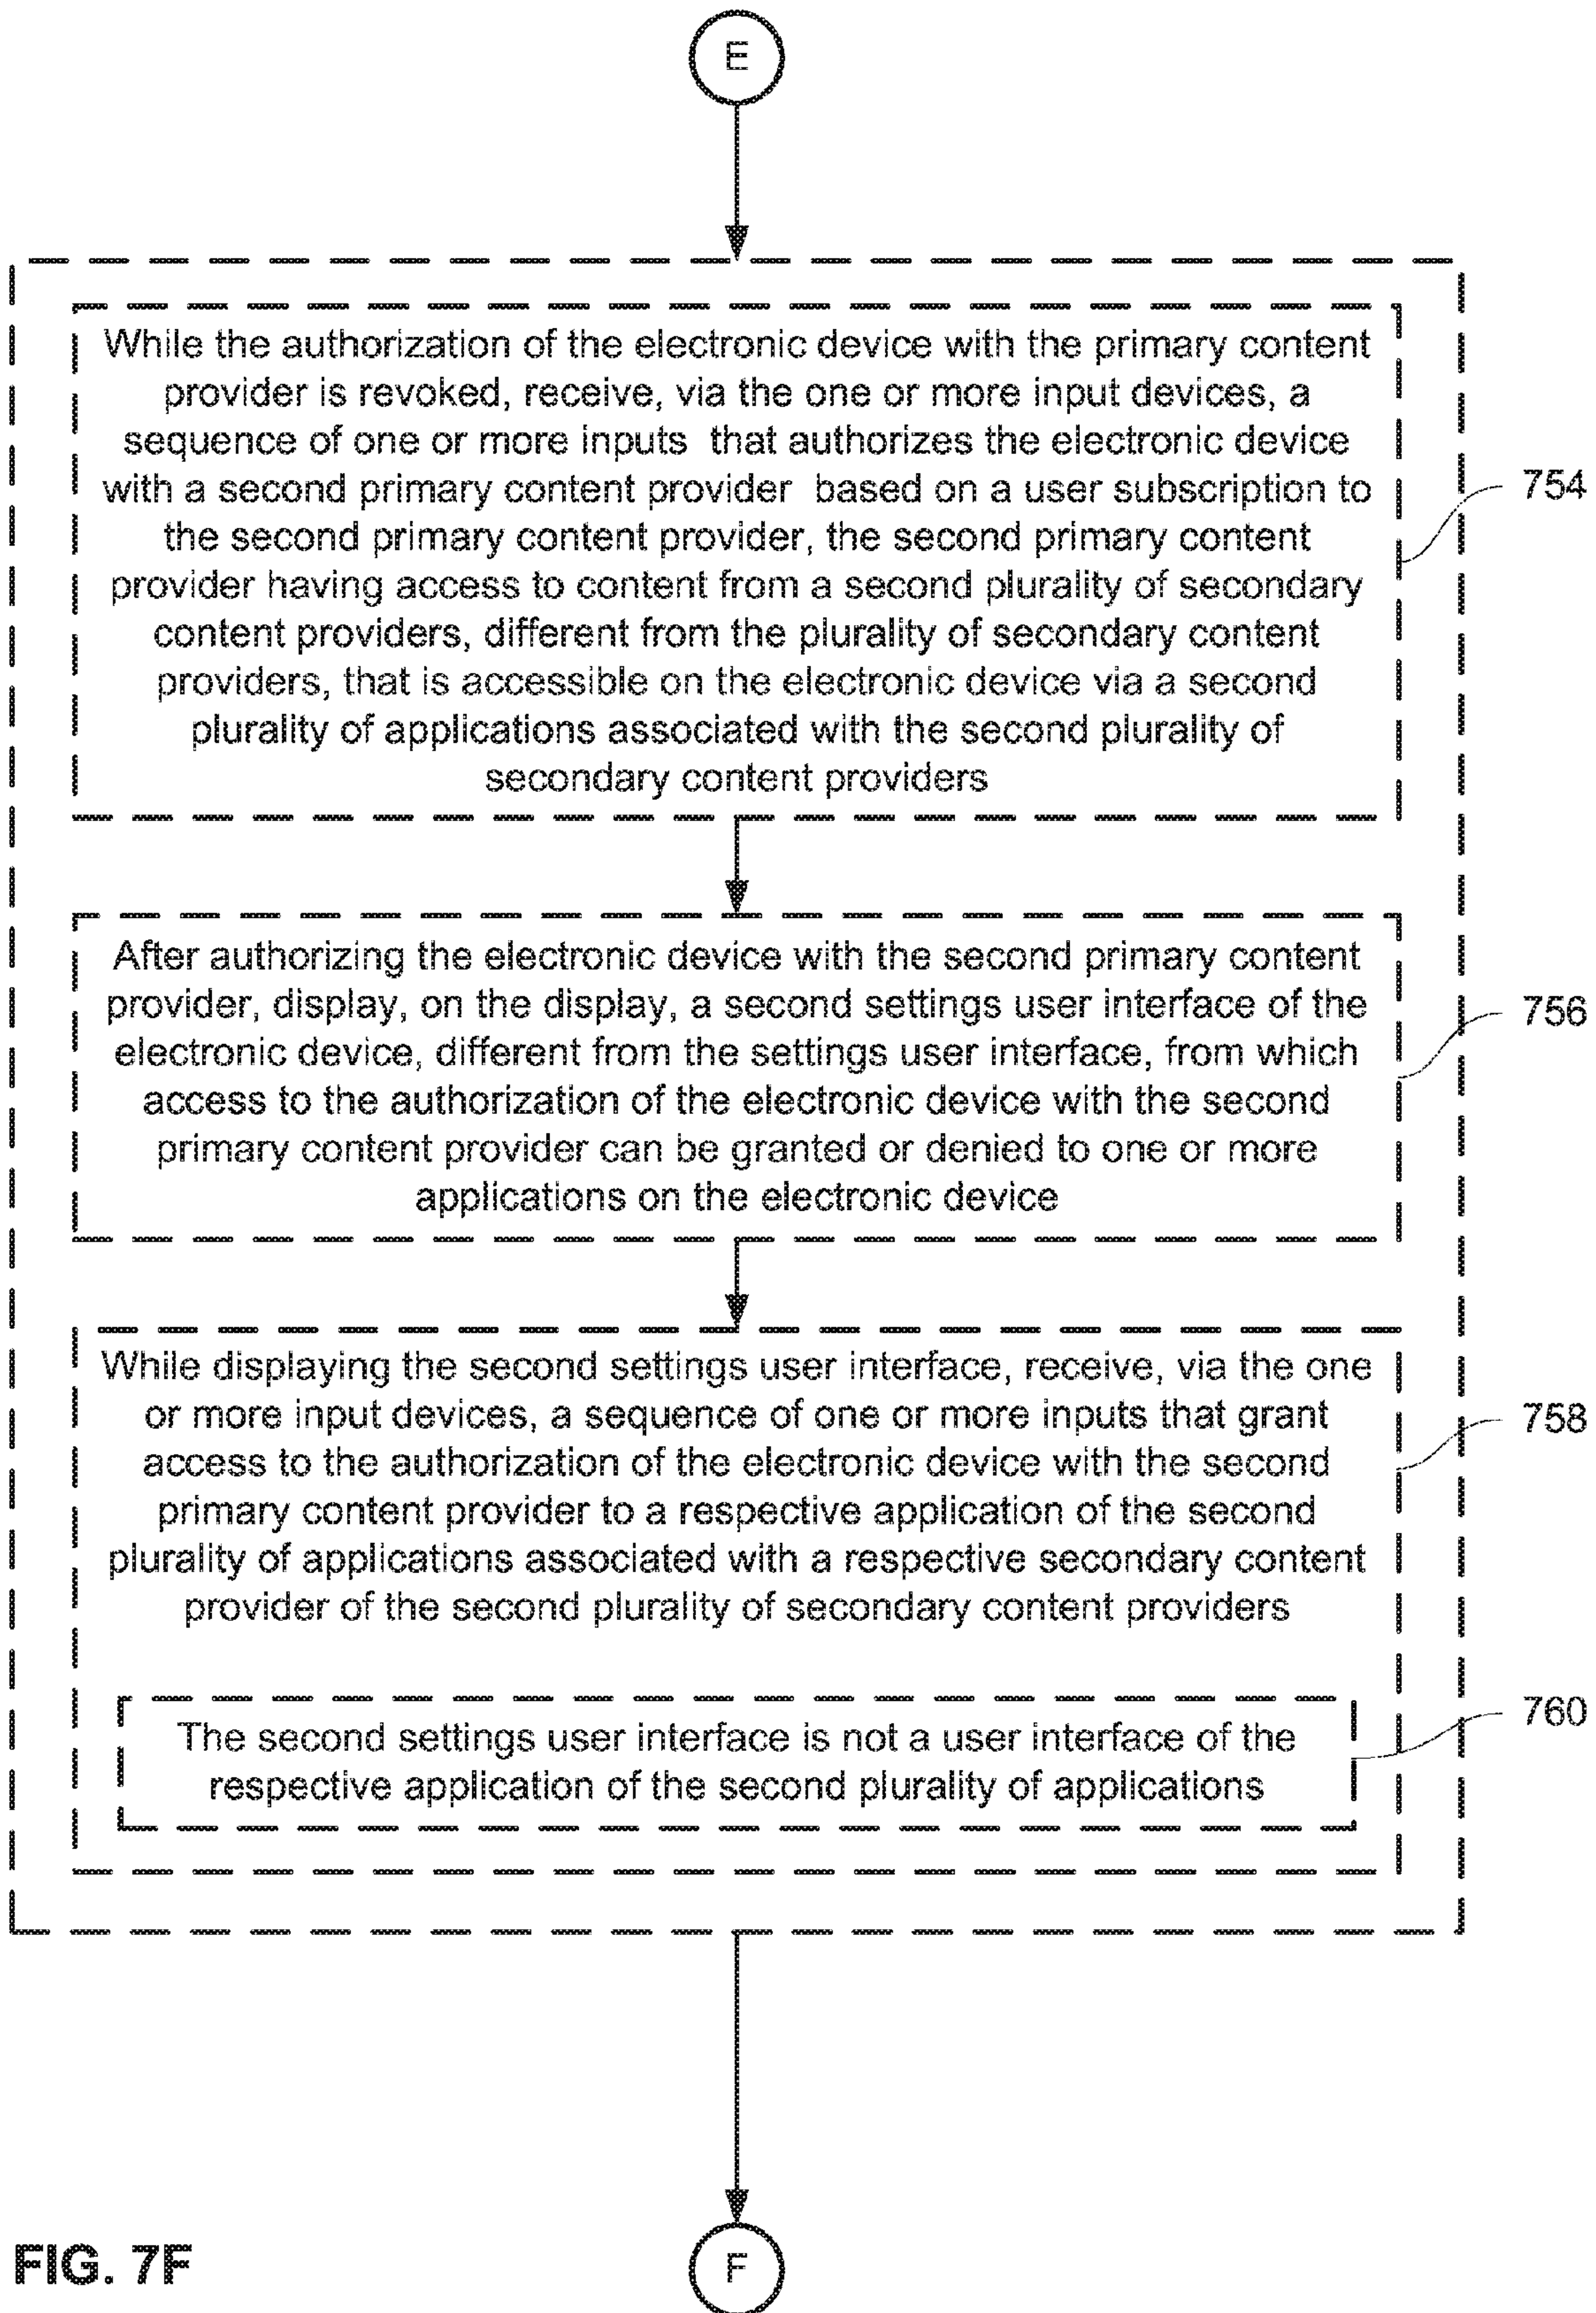 E
While the authorization of the electronic device with the primary content
provider is revoked, receive, via the one or more input devices, a
sequence of one or more inputs that authorizes the electronic device
with a second primary content provider based on a user subscription to
the second primary content provider, the second primary content
provider having access to content from a second plurality of secondary
content providers, different from the plurality of secondary content
providers, that is accessible on the electronic device via a second
plurality of applications associated with the second plurality of
secondary content providers
754
After authorizing the electronic device with the second primary content
provider, display, on the display, a second settings user interface of the
electronic device, different from the settings user interface, from which
access to the authorization of the electronic device with the second
primary content provider can be granted or denied to one or more
applications on the electronic device
756
While displaying the second settings user interface, receive, via the one
or more input devices, a sequence of one or more inputs that grant
access to the authorization of the electronic device with the second
primary content provider to a respective application of the second
plurality of applications associated with a respective secondary content
provider of the second plurality of secondary content providers
758
The second settings user interface is not a user interface of the
respective application of the second plurality of applications
760
FIG. 7F
F